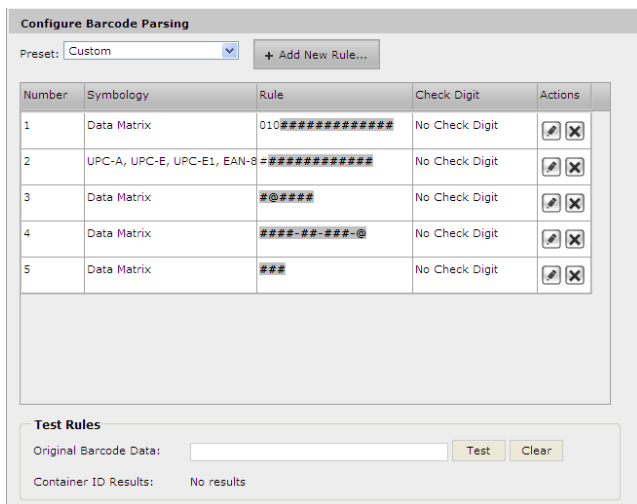 Configure Barcode Parsing
Preset: Custom + Add New Rule...
Number Symbology Rule Check Digit Actions
1 Data Matrix 010############# No Check Digit
2 UPC-A, UPC-E, UPC-E1, EAN-8 ############# No Check Digit
3 Data Matrix #@#### No Check Digit
4 Data Matrix ####-##-###-@ No Check Digit
5 Data Matrix ### No Check Digit
Test Rules
Original Barcode Data: Test Clear
Container ID Results: No results